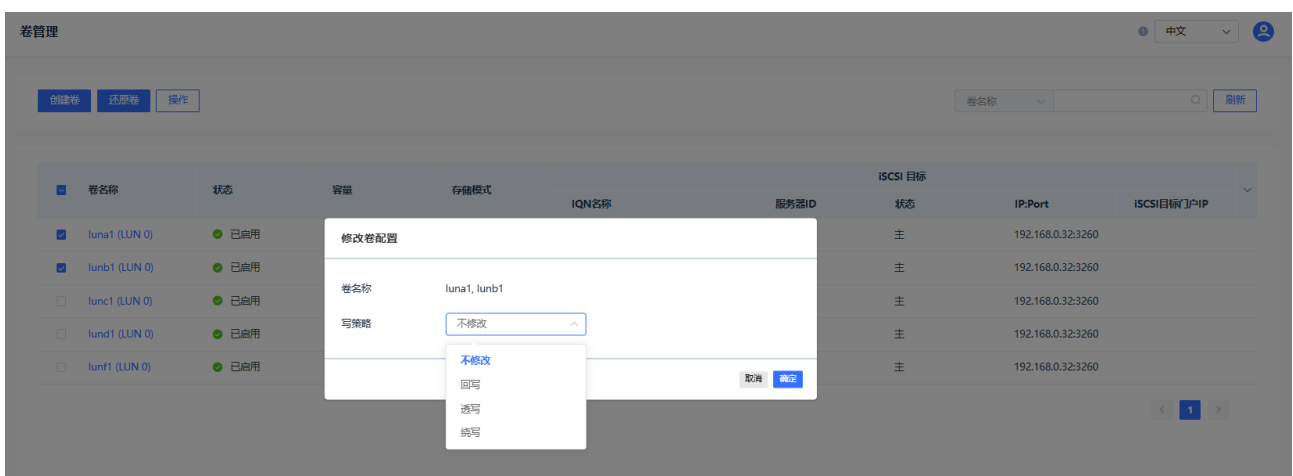 卷管理
中文
创建卷 还原卷 操作
卷名称 刷新
iSCSI 目标
卷名称 状态 容量 存储模式
IQN名称 服务器ID 状态 IP:Port iSCSI目标门户IP
luna1 (LUN 0) 已启用 主 192.168.0.32:3260
修改卷配置
lunb1 (LUN 0) 已启用 主 192.168.0.32:3260
卷名称 luna1, lunb1
lunc1 (LUN 0) 已启用 主 192.168.0.32:3260
写策略 不修改
lund1 (LUN 0) 已启用 主 192.168.0.32:3260
不修改
lunf1 (LUN 0) 已启用 主 192.168.0.32:3260
回写
取消 确定
透写
绕写
1